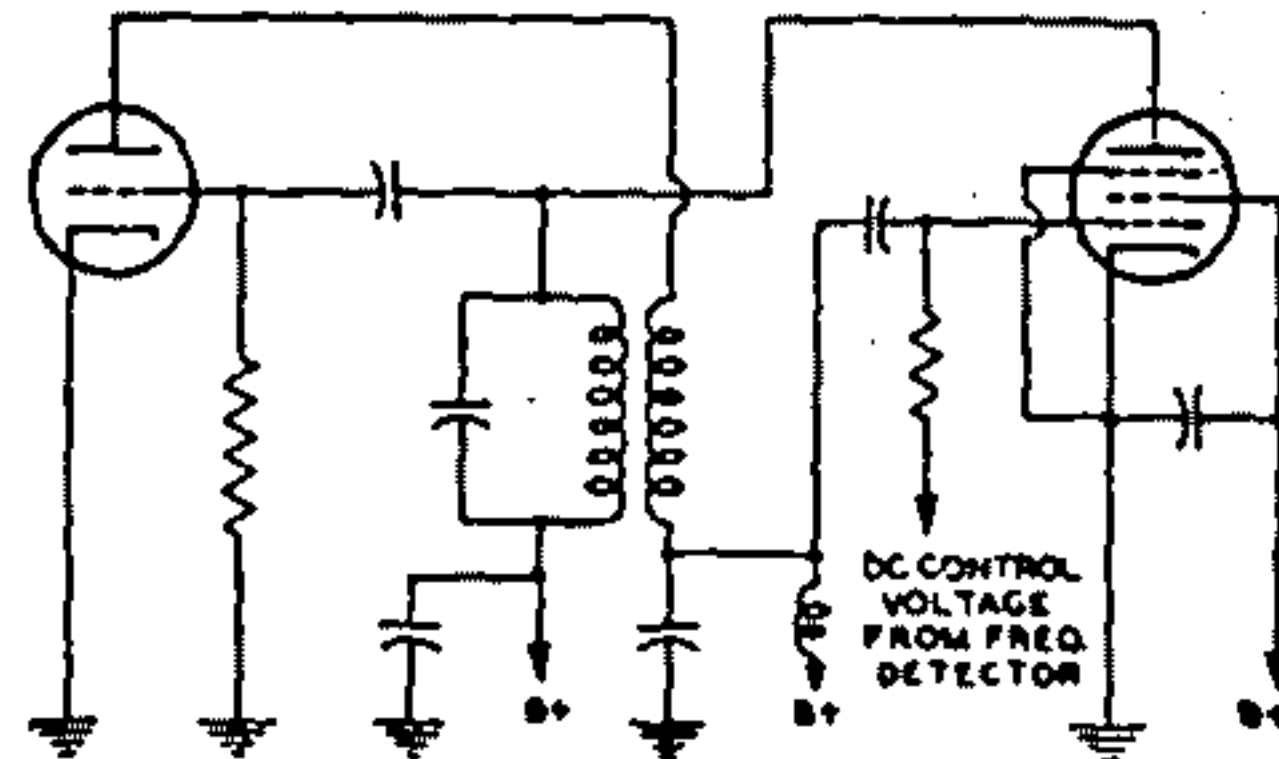 DC CONTROL
VOLTAGE
FROM FREQ.
DETECTOR
B+
B+
B+